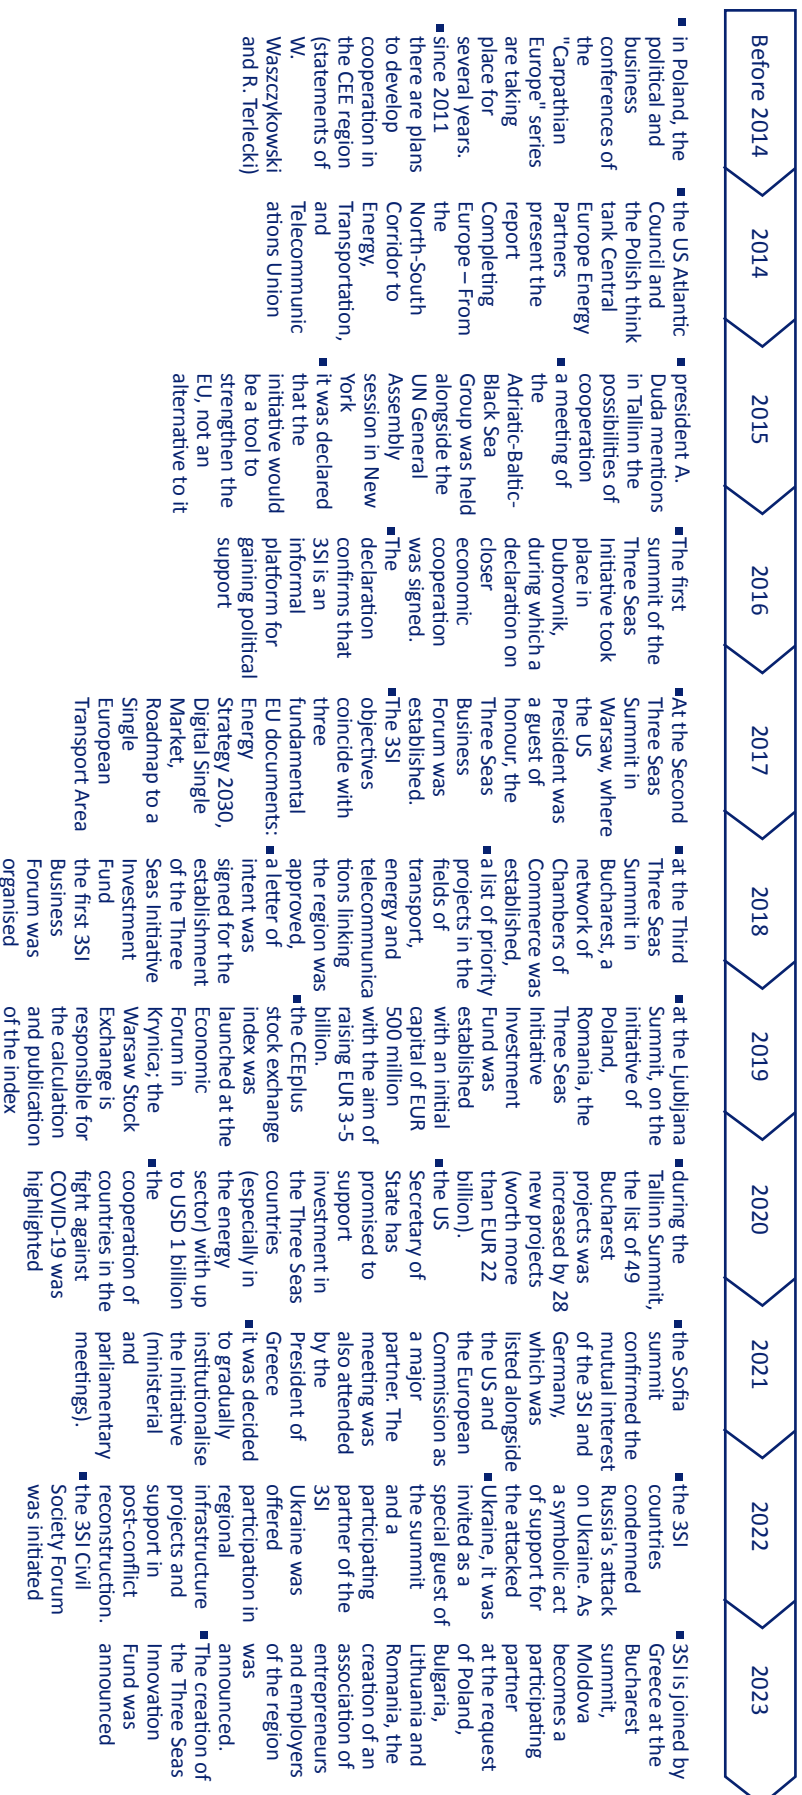 Before 2014
▪ in Poland, the
political and
business
conferences of
the
"Carpathian
Europe" series
are taking
place for
several years.
▪ since 2011
there are plans
to develop
cooperation in
the CEE region
(statements of
W.
Waszczykowski
and R. Terlecki)
2014
▪ the US Atlantic
Council and
the Polish think
tank Central
Europe Energy
Partners
present the
report
Completing
Europe – From
the
North-South
Corridor to
Energy,
Transportation,
and
Telecommunic
ations Union
2015
▪ president A.
Duda mentions
in Tallinn the
possibilities of
cooperation
▪ a meeting of
the
Adriatic-Baltic-
Black Sea
Group was held
alongside the
UN General
Assembly
session in New
York
▪ it was declared
that the
initiative would
be a tool to
strengthen the
EU, not an
alternative to it
2016
▪ The first
summit of the
Three Seas
Initiative took
place in
Dubrovnik,
during which a
declaration on
closer
economic
cooperation
was signed.
▪ The
declaration
confirms that
3SI is an
informal
platform for
gaining political
support
2017
▪ At the Second
Three Seas
Summit in
Warsaw, where
the US
President was
a guest of
honour, the
Three Seas
Business
Forum was
established.
▪ The 3SI
objectives
coincide with
three
fundamental
EU documents:
Energy
Strategy 2030,
Digital Single
Market,
Roadmap to a
Single
European
Transport Area
2018
▪ at the Third
Three Seas
Summit in
Bucharest, a
network of
Chambers of
Commerce was
established,
▪ a list of priority
projects in the
fields of
transport,
energy and
telecommunica
tions linking
the region was
approved,
▪ a letter of
intent was
signed for the
establishment
of the Three
Seas Initiative
Investment
Fund
the first 3SI
Business
Forum was
organised
2019
▪ at the Ljubljana
Summit, on the
initiative of
Poland,
Romania, the
Three Seas
Initiative
Investment
Fund was
established
with an initial
capital of EUR
500 million
with the aim of
raising EUR 3-5
billion.
▪ the CEEplus
stock exchange
index was
launched at the
Economic
Forum in
Krynica; the
Warsaw Stock
Exchange is
responsible for
the calculation
and publication
of the index
2020
▪ during the
Tallinn Summit,
the list of 49
Bucharest
projects was
increased by 28
new projects
(worth more
than EUR 22
billion).
▪ the US
Secretary of
State has
promised to
support
investment in
the Three Seas
countries
(especially in
the energy
sector) with up
to USD 1 billion
▪ the
cooperation of
countries in the
fight against
COVID-19 was
highlighted
2021
▪ the Sofia
summit
confirmed the
mutual interest
of the 3SI and
Germany,
which was
listed alongside
the US and
the European
Commission as
a major
partner. The
meeting was
also attended
by the
President of
Greece
▪ it was decided
to gradually
institutionalise
the Initiative
(ministerial
and
parliamentary
meetings).
2022
▪ the 3SI
countries
condemned
Russia's attack
on Ukraine. As
a symbolic act
of support for
the attacked
▪ Ukraine, it was
invited as a
special guest of
the summit
and a
participating
partner of the
3SI
Ukraine was
offered
participation in
regional
infrastructure
projects and
support in
post-conflict
reconstruction.
▪ the 3SI Civil
Society Forum
was initiated
2023
▪ 3SI is joined by
Greece at the
Bucharest
summit,
Moldova
becomes a
participating
partner
at the request
of Poland,
Bulgaria,
Lithuania and
Romania, the
creation of an
association of
entrepreneurs
and employers
of the region
was
announced.
▪ The creation of
the Three Seas
Innovation
Fund was
announced